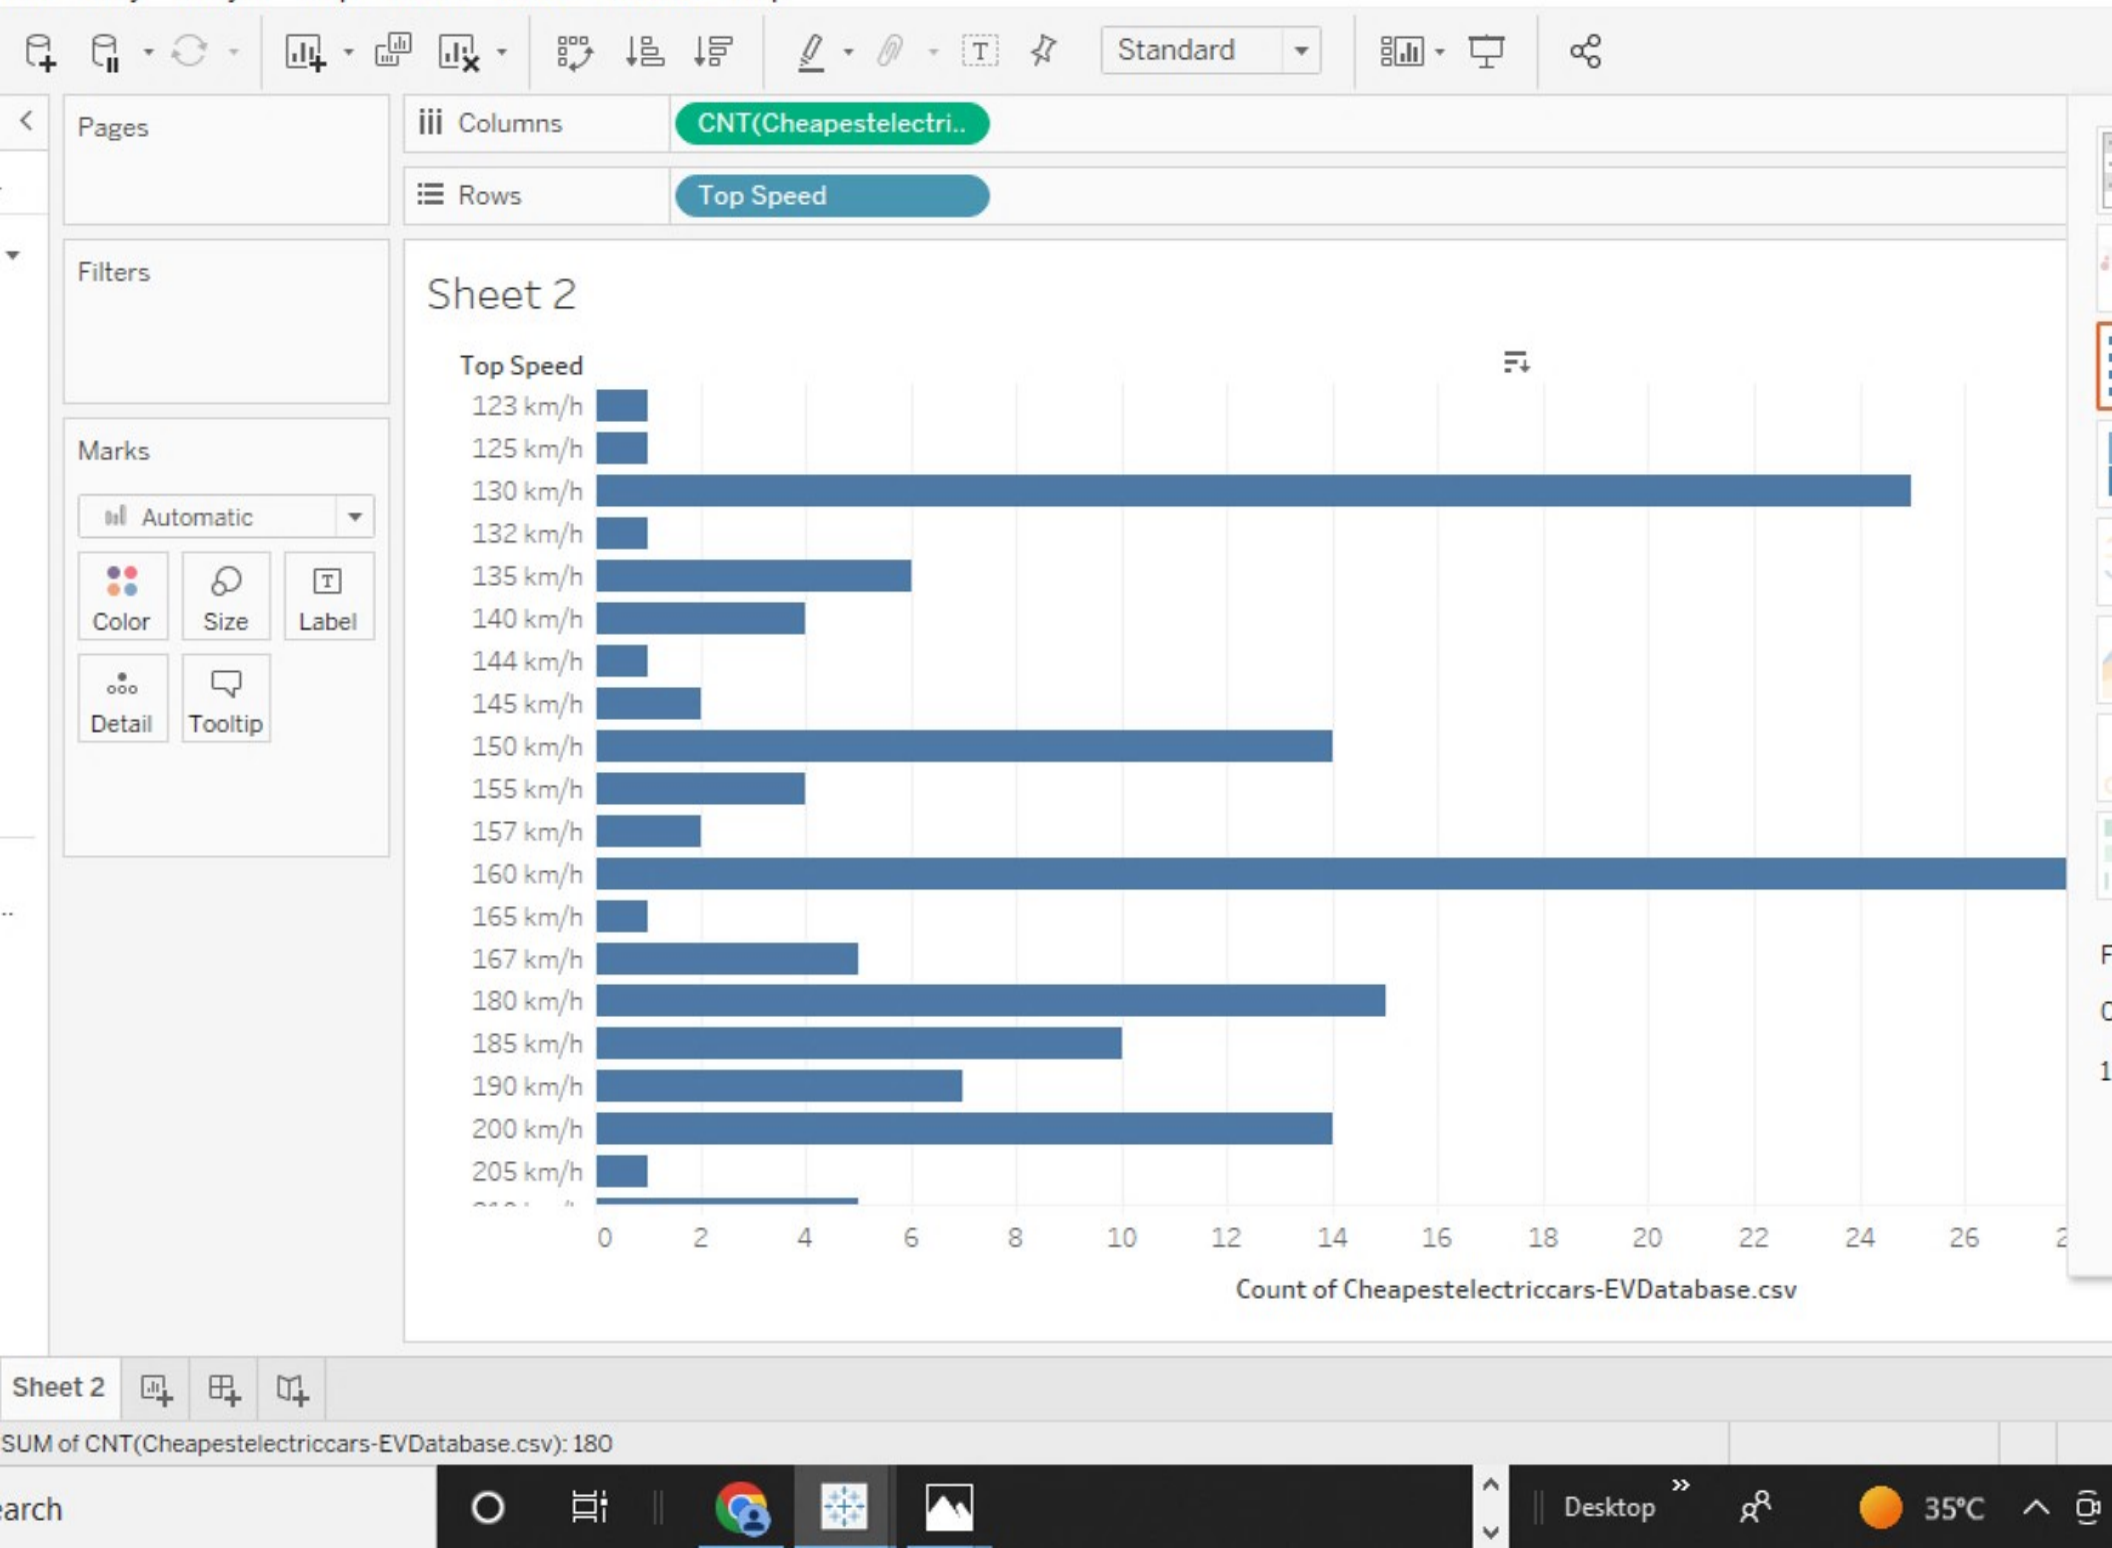 Standard
Pages
Columns
CNT(Cheapestelectri..
Rows
Top Speed
Filters
Sheet 2
Marks
Automatic
Color
Size
Label
Detail
Tooltip
Top Speed
123 km/h
125 km/h
130 km/h
132 km/h
135 km/h
140 km/h
144 km/h
145 km/h
150 km/h
155 km/h
157 km/h
160 km/h
165 km/h
167 km/h
180 km/h
185 km/h
190 km/h
200 km/h
205 km/h
0 2 4 6 8 10 12 14 16 18 20 22 24 26
Count of Cheapestelectriccars-EVDatabase.csv
Sheet 2
SUM of CNT(Cheapestelectriccars-EVDatabase.csv): 180
earch
Desktop
35°C